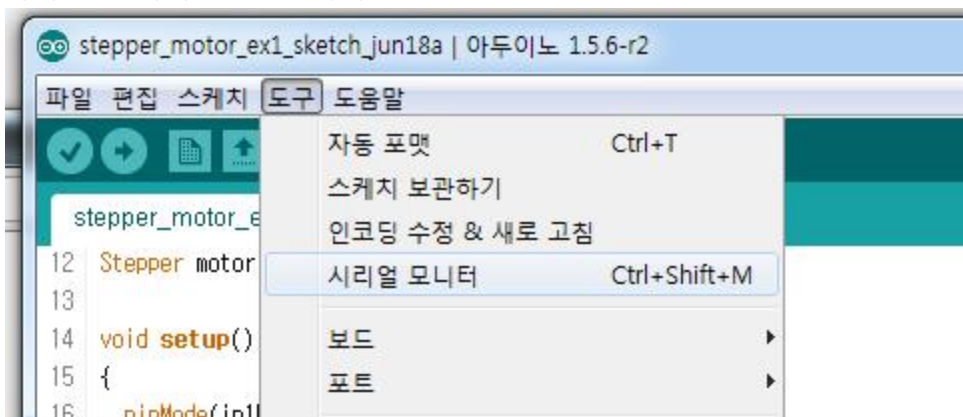 stepper_motor_ex1_sketch_jun18a | 아두이노 1.5.6-r2
파일 편집 스케치 도구 도움말
자동 포맷 Ctrl+T
스케치 보관하기
인코딩 수정 & 새로 고침
시리얼 모니터 Ctrl+Shift+M
보드
포트
stepper_motor_e
12 Stepper motor
13
14 void setup()
15 {
16 pinMode(in1